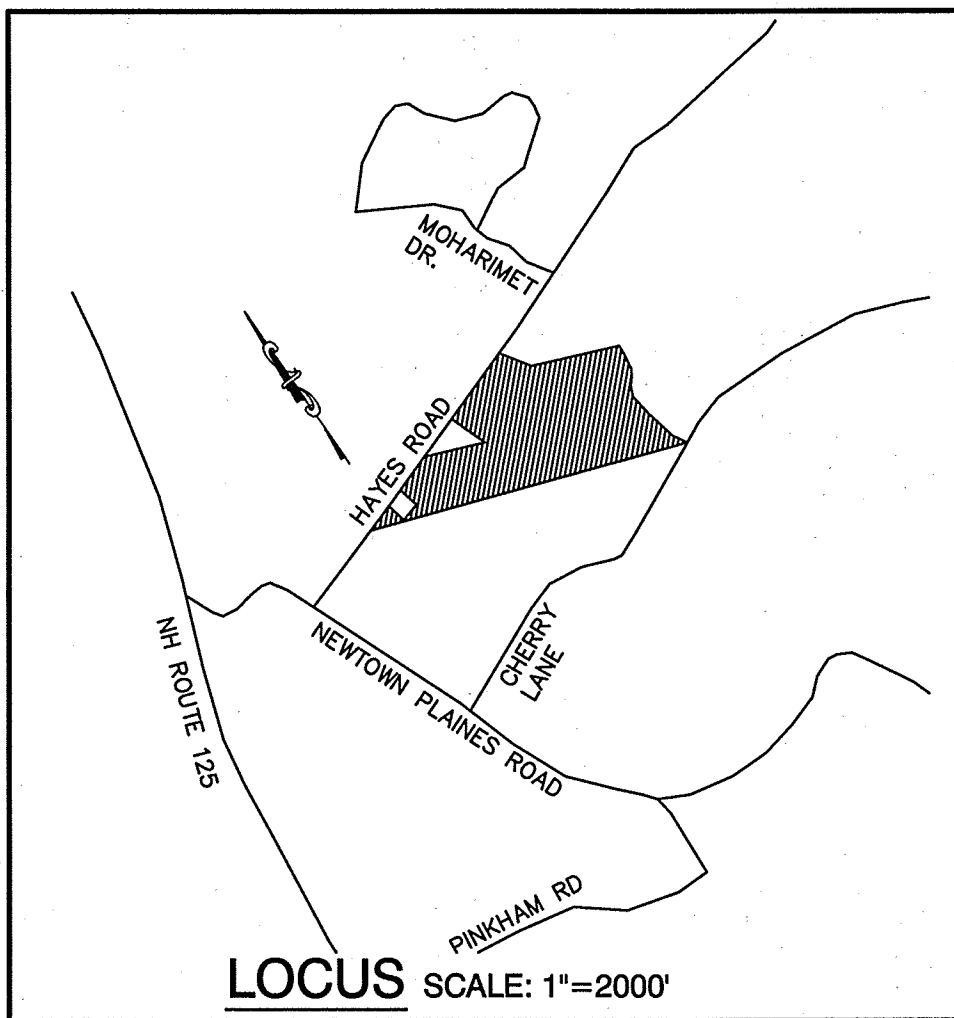 MOHARIMET
DR.
HAYES ROAD
NH ROUTE 125
NEWTOWN PLAINES ROAD
CHERRY
LANE
PINKHAM RD
LOCUS SCALE: 1"=2000'